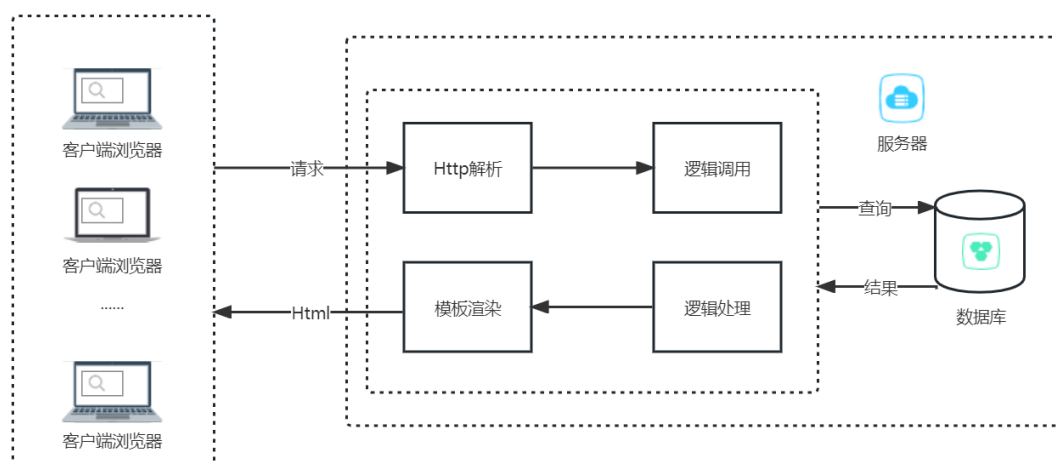 客户端浏览器
客户端浏览器
......
客户端浏览器
请求
Http解析
逻辑调用
服务器
查询
Html
模板渲染
逻辑处理
结果
数据库